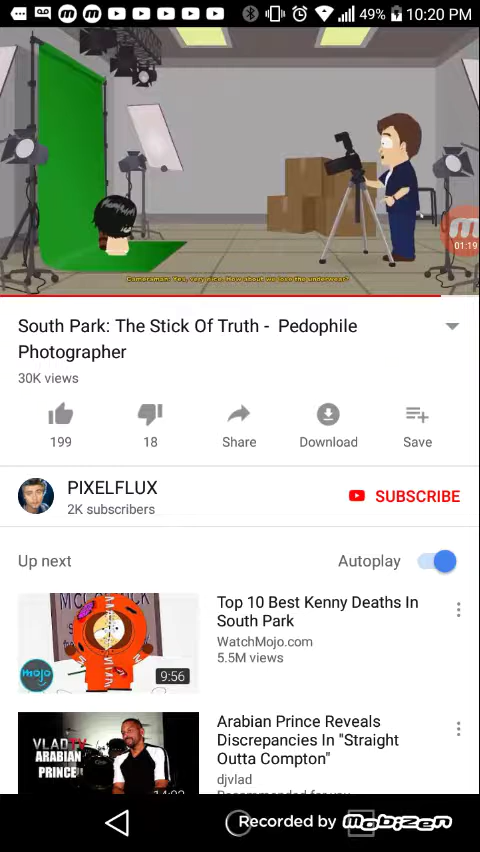 49% 10:20 PM
01:19
Cameraman: Yes, very nice. How about we lose the underwear?
South Park: The Stick Of Truth - Pedophile
Photographer
30K views
199 18 Share Download Save
PIXELFLUX
2K subscribers
SUBSCRIBE
Up next Autoplay
Top 10 Best Kenny Deaths In
South Park
WatchMojo.com
5.5M views
mojo
9:56
Arabian Prince Reveals
Discrepancies In "Straight
Outta Compton"
djvlad
VLADTV
ARABIAN
PRINCE
Recorded by Mobizen